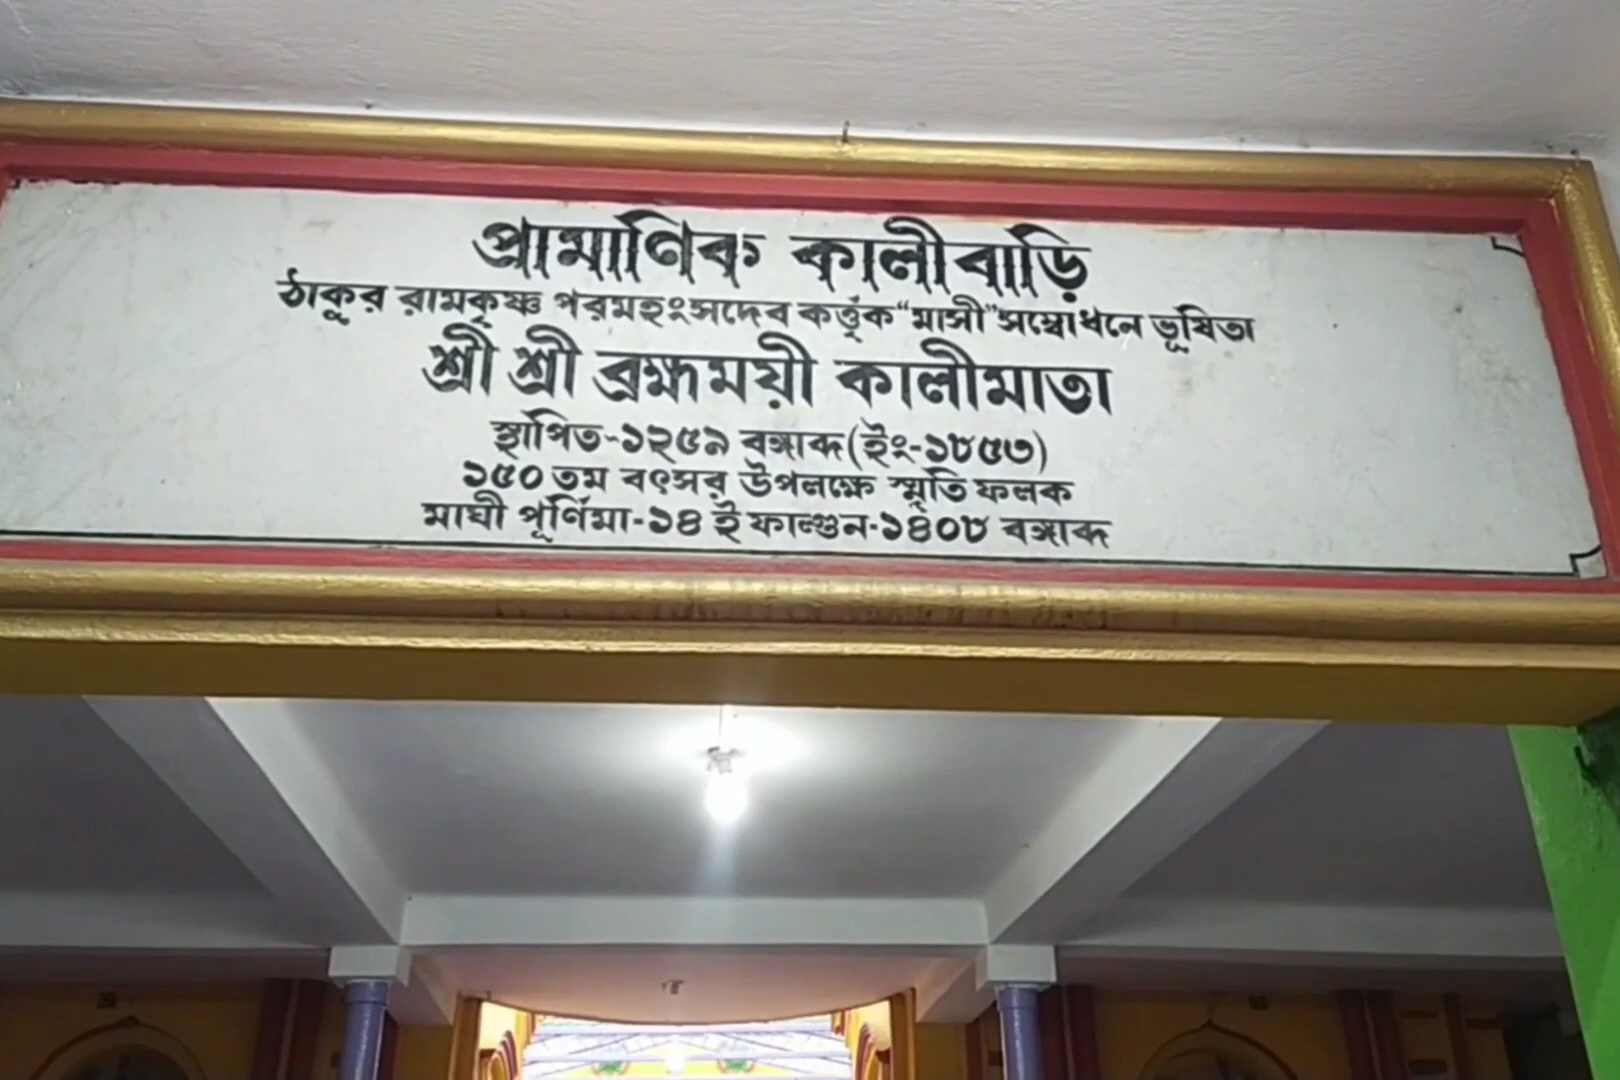 প্রামাণিক কালীবাড়ি
ঠাকুর রামকৃষ্ণ পরমহংসদেব কর্ত্তৃক "মাসী" সম্বোধনে ভূষিতা
শ্রী শ্রী ব্রহ্মময়ী কালীমাতা
স্থাপিত-১২৫৯ বঙ্গাব্দ (ইং-১৮৫৩)
১৫০ তম বৎসর উপলক্ষে স্মৃতি ফলক
মাঘী পূর্ণিমা-১৪ ই ফাল্গুন-১৪০৮ বঙ্গাব্দ